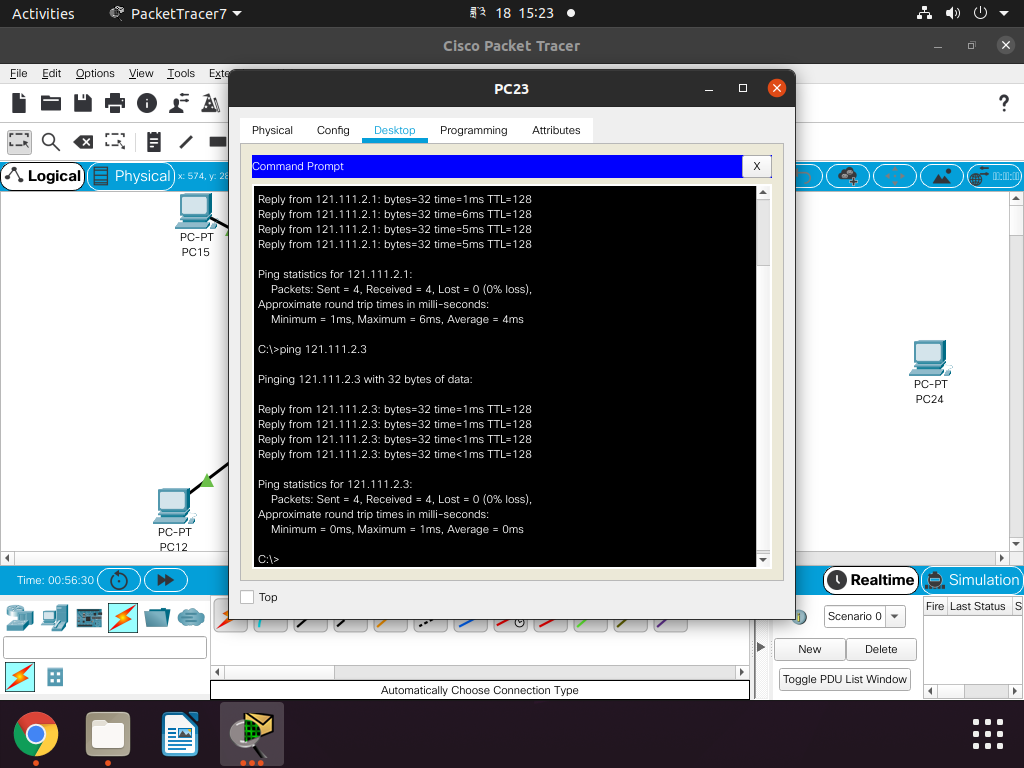 Activities
PacketTracer7
18 15:23
Cisco Packet Tracer
File Edit Options View Tools Exte
PC23
Physical Config Desktop Programming Attributes
Command Prompt
X
Logical
Physical
x: 574, y: 28
PC-PT
PC15
Reply from 121.111.2.1: bytes=32 time=1ms TTL=128
Reply from 121.111.2.1: bytes=32 time=6ms TTL=128
Reply from 121.111.2.1: bytes=32 time=5ms TTL=128
Reply from 121.111.2.1: bytes=32 time=5ms TTL=128
Ping statistics for 121.111.2.1:
Packets: Sent = 4, Received = 4, Lost = 0 (0% loss),
Approximate round trip times in milli-seconds:
Minimum = 1ms, Maximum = 6ms, Average = 4ms
C:\>ping 121.111.2.3
Pinging 121.111.2.3 with 32 bytes of data:
Reply from 121.111.2.3: bytes=32 time=1ms TTL=128
Reply from 121.111.2.3: bytes=32 time=1ms TTL=128
Reply from 121.111.2.3: bytes=32 time<1ms TTL=128
Reply from 121.111.2.3: bytes=32 time<1ms TTL=128
Ping statistics for 121.111.2.3:
Packets: Sent = 4, Received = 4, Lost = 0 (0% loss),
Approximate round trip times in milli-seconds:
Minimum = 0ms, Maximum = 1ms, Average = 0ms
C:\>
PC-PT
PC24
PC-PT
PC12
Top
Time: 00:56:30
Realtime
Simulation
Scenario 0
Fire Last Status S
New
Delete
Toggle PDU List Window
Automatically Choose Connection Type